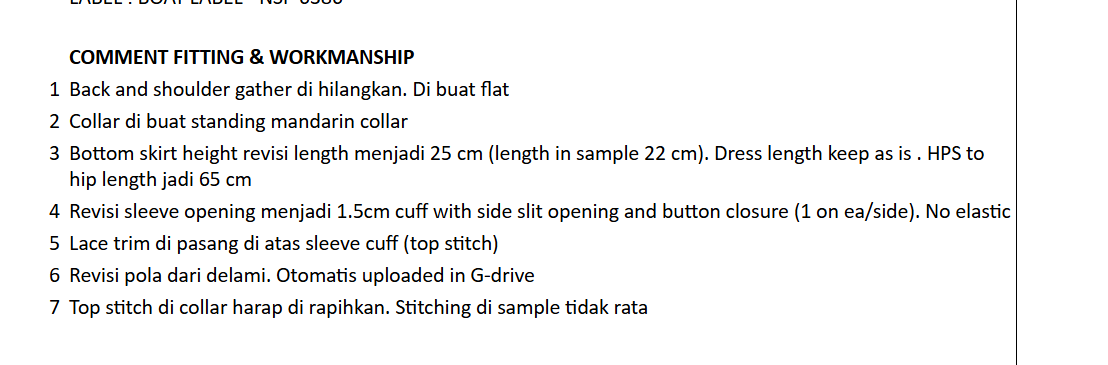 COMMENT FITTING & WORKMANSHIP
1 Back and shoulder gather di hilangkan. Di buat flat
2 Collar di buat standing mandarin collar
3 Bottom skirt height revisi length menjadi 25 cm (length in sample 22 cm). Dress length keep as is . HPS to
hip length jadi 65 cm
4 Revisi sleeve opening menjadi 1.5cm cuff with side slit opening and button closure (1 on ea/side). No elastic
5 Lace trim di pasang di atas sleeve cuff (top stitch)
6 Revisi pola dari delami. Otomatis uploaded in G-drive
7 Top stitch di collar harap di rapihkan. Stitching di sample tidak rata